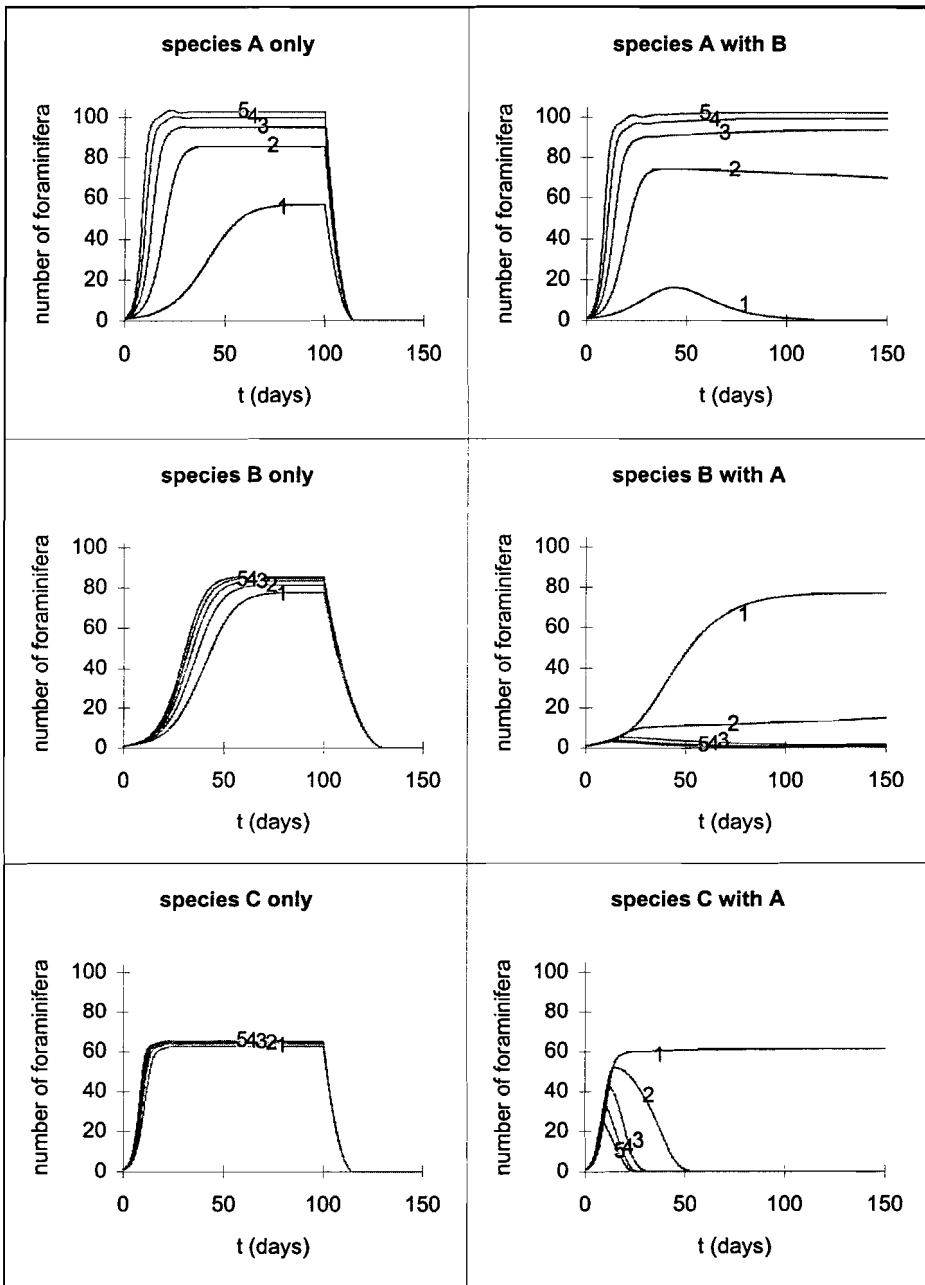 species A only
number of foraminifera
100
80
60
40
20
0
5 4 3
2
1
0 50 100 150
t (days)
species A with B
number of foraminifera
100
80
60
40
20
0
5 4 3
2
1
0 50 100 150
t (days)
species B only
number of foraminifera
100
80
60
40
20
0
5 4 3 2 1
0 50 100 150
t (days)
species B with A
number of foraminifera
100
80
60
40
20
0
1
2
5 4 3
0 50 100 150
t (days)
species C only
number of foraminifera
100
80
60
40
20
0
5 4 3 2 1
0 50 100 150
t (days)
species C with A
number of foraminifera
100
80
60
40
20
0
1
2
5 4 3
0 50 100 150
t (days)